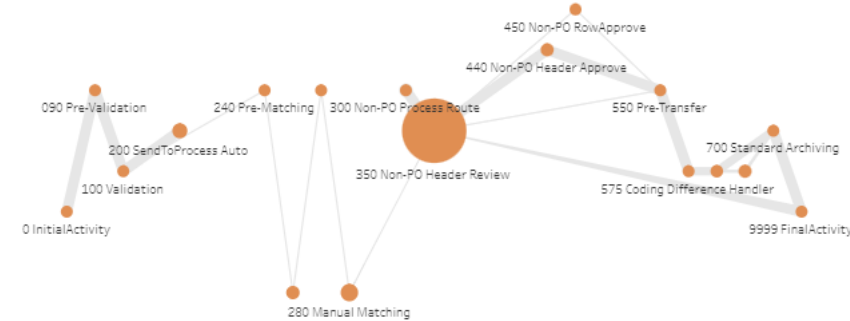 450 Non-PO RowApprove
440 Non-PO Header Approve
090 Pre-Validation
240 Pre-Matching
300 Non-PO Process Route
550 Pre-Transfer
200 SendToProcess Auto
700 Standard Archiving
350 Non-PO Header Review
100 Validation
575 Coding Difference Handler
0 InitialActivity
9999 FinalActivity
280 Manual Matching